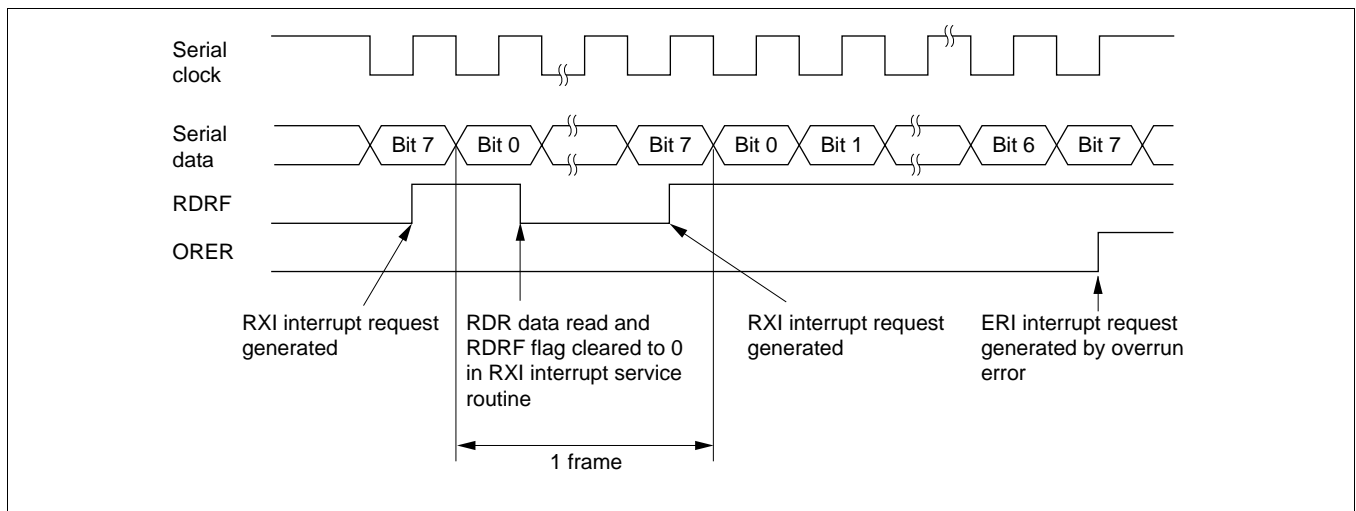 Serial
clock
Serial
data
Bit 7
Bit 0
Bit 7
Bit 0
Bit 1
Bit 6
Bit 7
RDRF
ORER
RXI interrupt request
generated
RDR data read and
RDRF flag cleared to 0
in RXI interrupt service
routine
RXI interrupt request
generated
ERI interrupt request
generated by overrun
error
1 frame